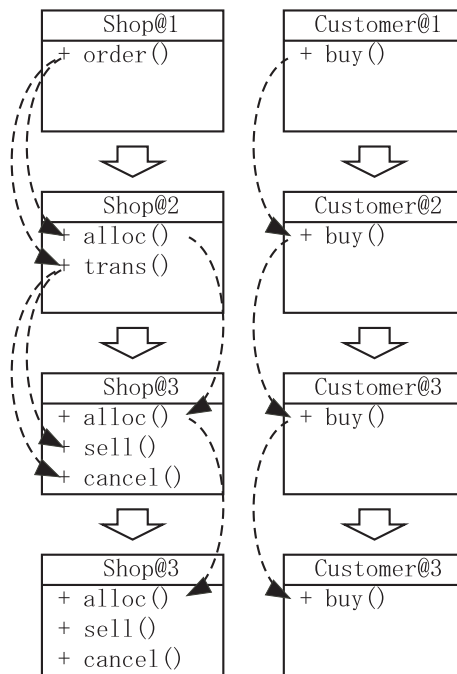 Shop@1
+ order()
Customer@1
+ buy()
Shop@2
+ alloc()
+ trans()
Customer@2
+ buy()
Shop@3
+ alloc()
+ sell()
+ cancel()
Customer@3
+ buy()
Shop@3
+ alloc()
+ sell()
+ cancel()
Customer@3
+ buy()